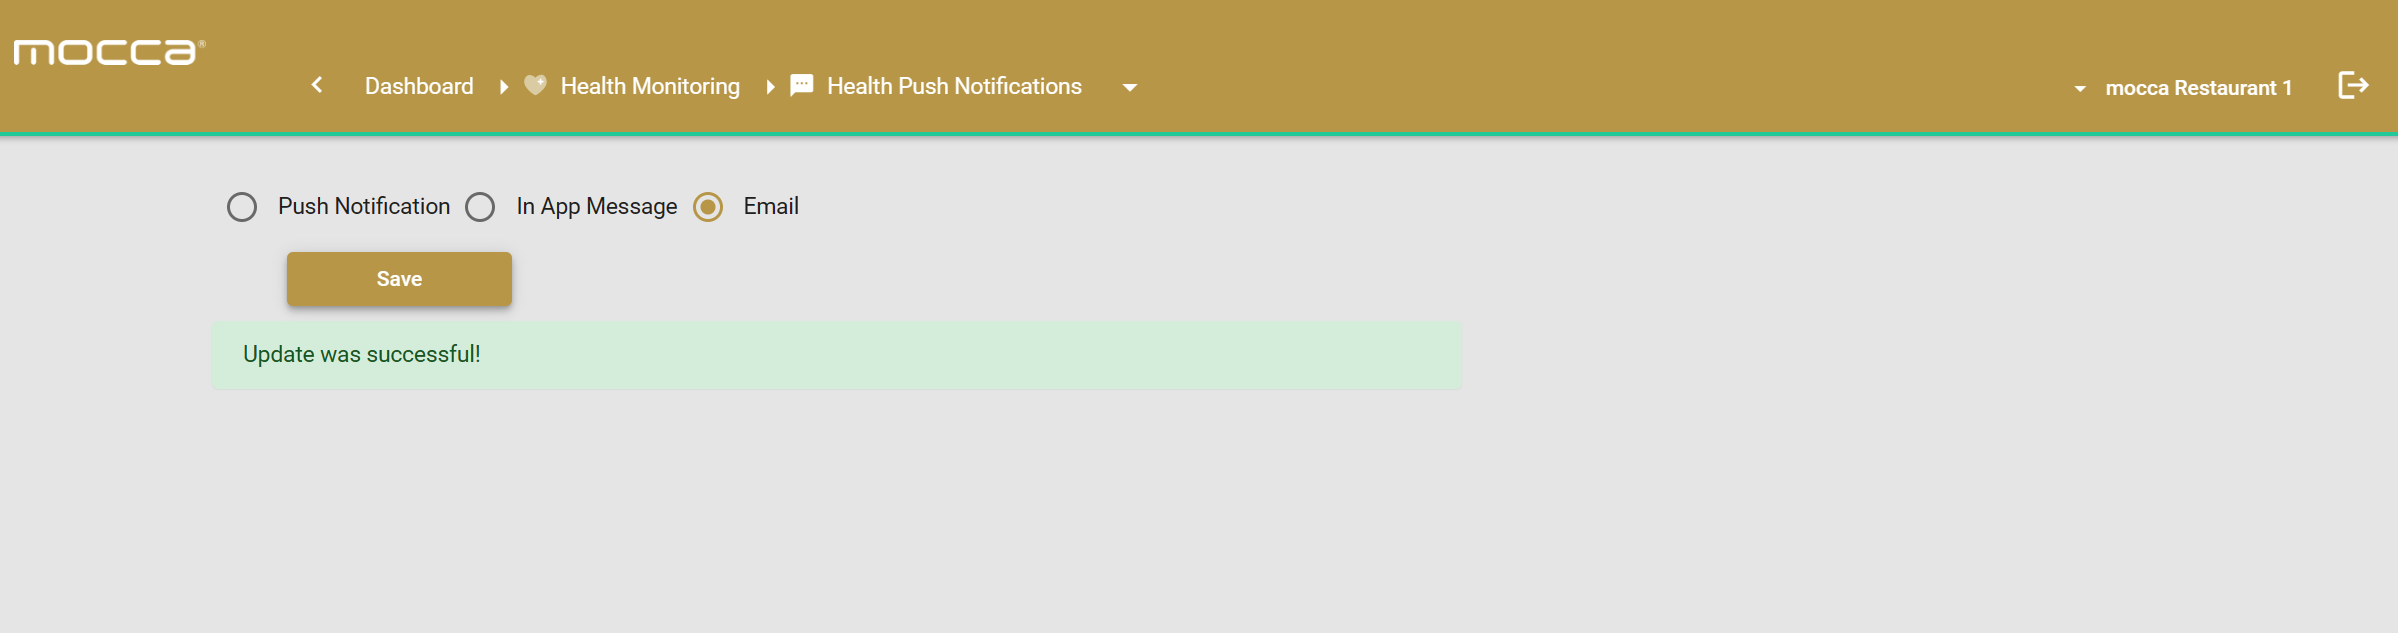 mocca®
Dashboard Health Monitoring Health Push Notifications
mocca Restaurant 1
Push Notification In App Message Email
Save
Update was successful!